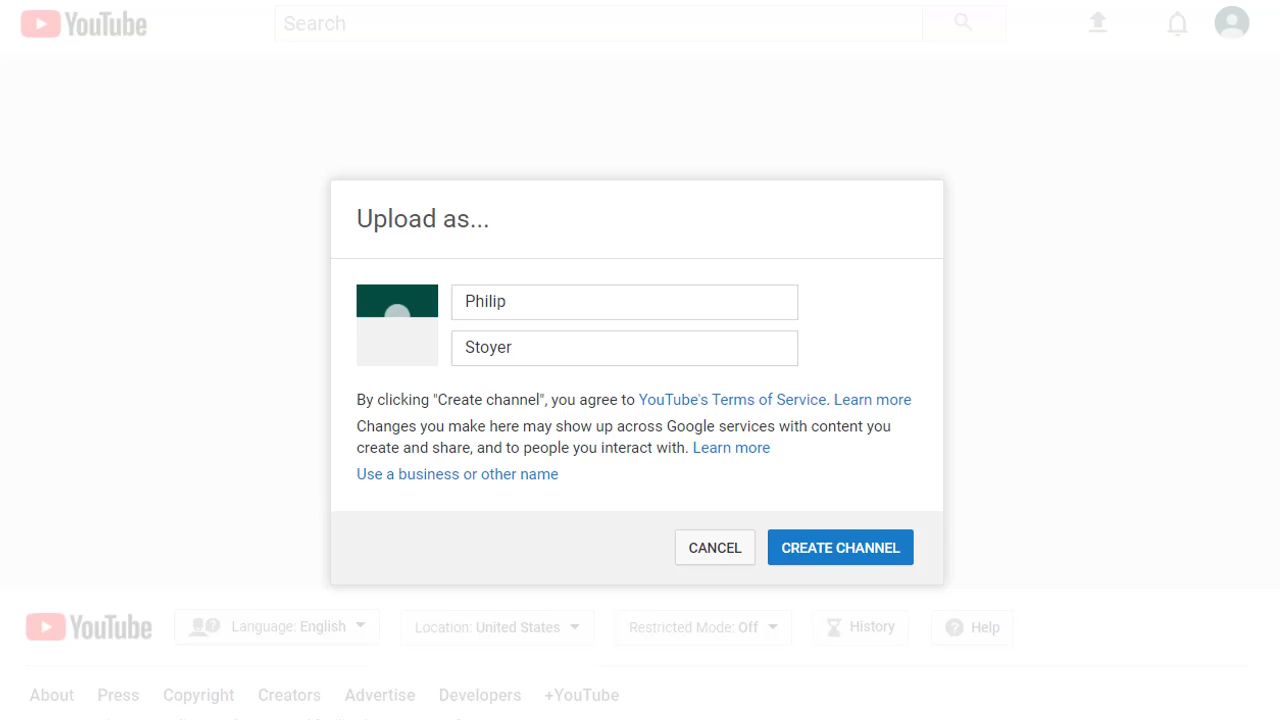 YouTube
Search
Upload as...
Philip
Stoyer
By clicking "Create channel", you agree to YouTube's Terms of Service. Learn more
Changes you make here may show up across Google services with content you
create and share, and to people you interact with. Learn more
Use a business or other name
CANCEL CREATE CHANNEL
YouTube Language: English Location: United States Restricted Mode: Off History Help
About Press Copyright Creators Advertise Developers +YouTube